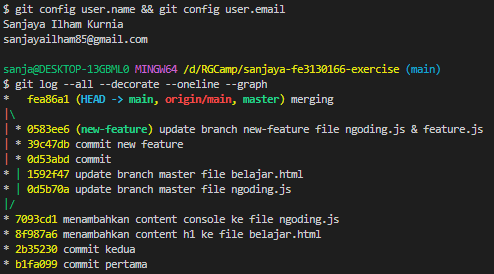 $ git config user.name && git config user.email
Sanjaya Ilham Kurnia
sanjayailham85@gmail.com
sanja@DESKTOP-13GBML0 MINGW64 /d/RGCamp/sanjaya-fe3130166-exercise (main)
$ git log --all --decorate --oneline --graph
*   fea86a1 (HEAD -> main, origin/main, master) merging
|\
| * 0583ee6 (new-feature) update branch new-feature file ngoding.js & feature.js
| * 39c47db commit new feature
| * 0d53abd commit
* | 1592f47 update branch master file belajar.html
* | 0d5b70a update branch master file ngoding.js
|/
* 7093cd1 menambahkan content console ke file ngoding.js
* 8f987a6 menambahkan content h1 ke file belajar.html
* 2b35230 commit kedua
* b1fa099 commit pertama